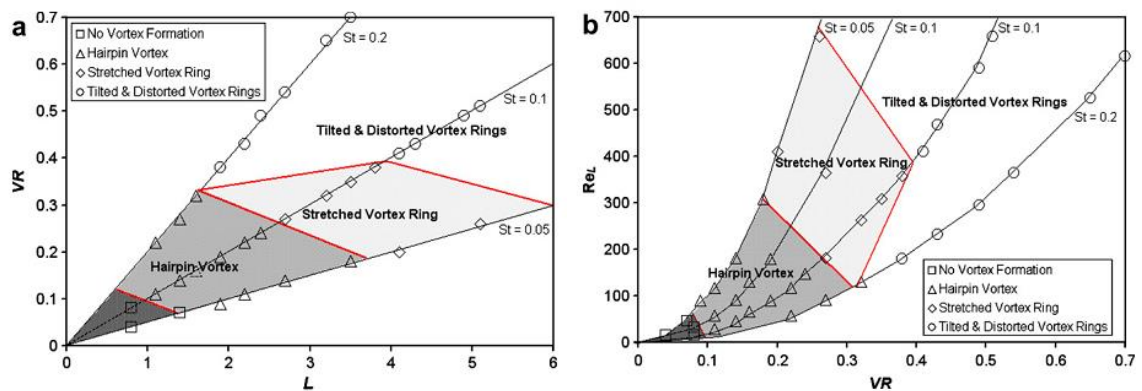 a
0.7
0.6
0.5
0.4
0.3
0.2
0.1
0
VR
No Vortex Formation
Hairpin Vortex
Stretched Vortex Ring
Tilted & Distorted Vortex Rings
St = 0.2
St = 0.1
Tilted & Distorted Vortex Rings
Stretched Vortex Ring
St = 0.05
Hairpin Vortex
0 1 2 3 4 5 6
L
b
700
600
500
400
300
200
100
0
ReL
St = 0.05
St = 0.1
St = 0.1
Tilted & Distorted Vortex Rings
St = 0.2
Stretched Vortex Ring
Hairpin Vortex
No Vortex Formation
Hairpin Vortex
Stretched Vortex Ring
Tilted & Distorted Vortex Rings
0 0.1 0.2 0.3 0.4 0.5 0.6 0.7
VR